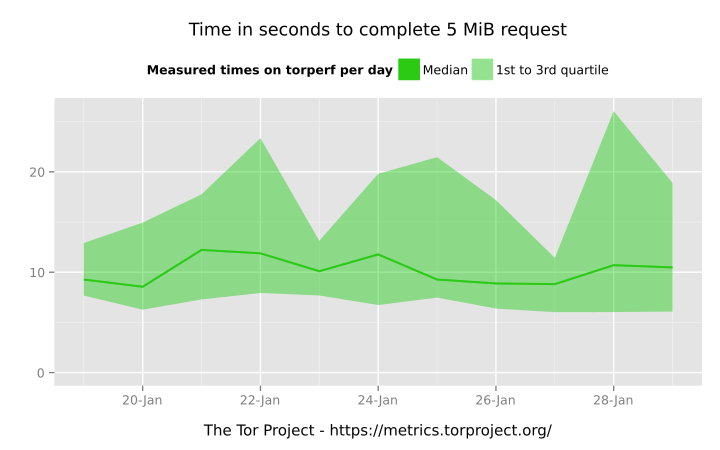 Time in seconds to complete 5 MiB request
Measured times on torperf per day Median 1st to 3rd quartile
20
10
0
20-Jan 22-Jan 24-Jan 26-Jan 28-Jan
The Tor Project - https://metrics.torproject.org/